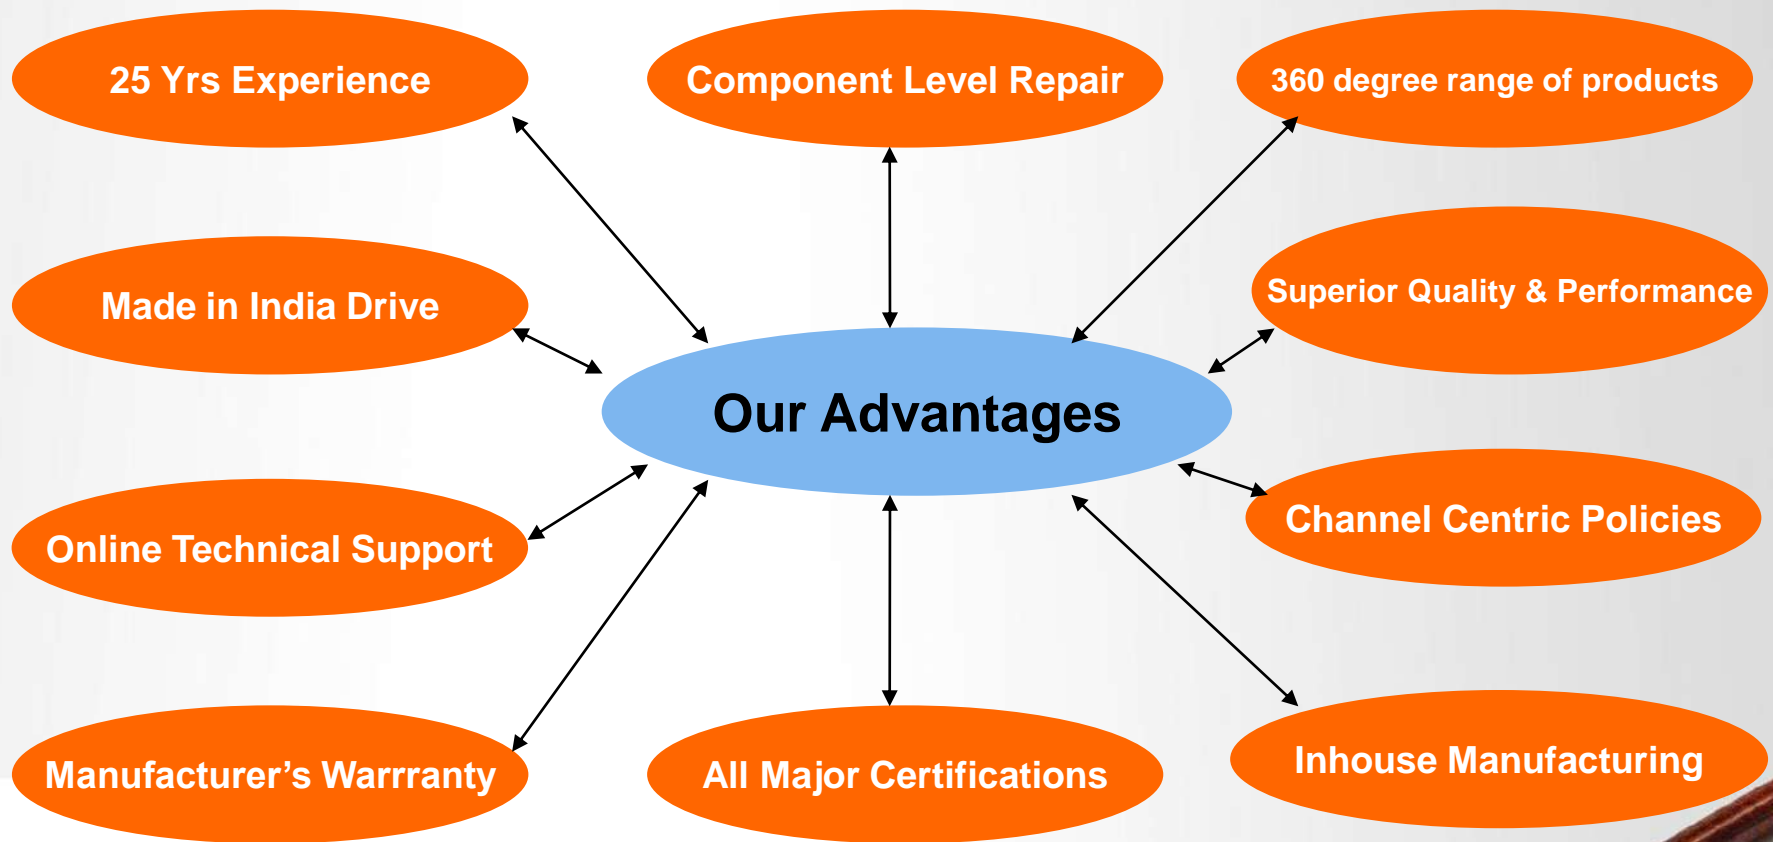 25 Yrs Experience
Component Level Repair
360 degree range of products
Made in India Drive
Superior Quality & Performance
Our Advantages
Online Technical Support
Channel Centric Policies
Manufacturer’s Warrranty
All Major Certifications
Inhouse Manufacturing